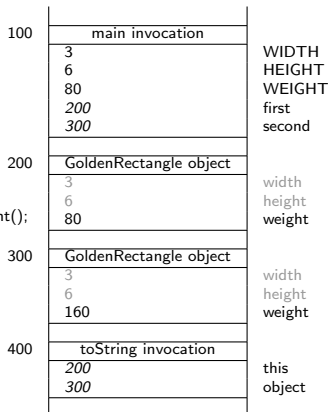 100 main invocation
3 WIDTH
6 HEIGHT
80 WEIGHT
200 first
300 second
200 GoldenRectangle object
3 width
6 height
nt(); 80 weight
300 GoldenRectangle object
3 width
6 height
160 weight
400 toString invocation
200 this
300 object